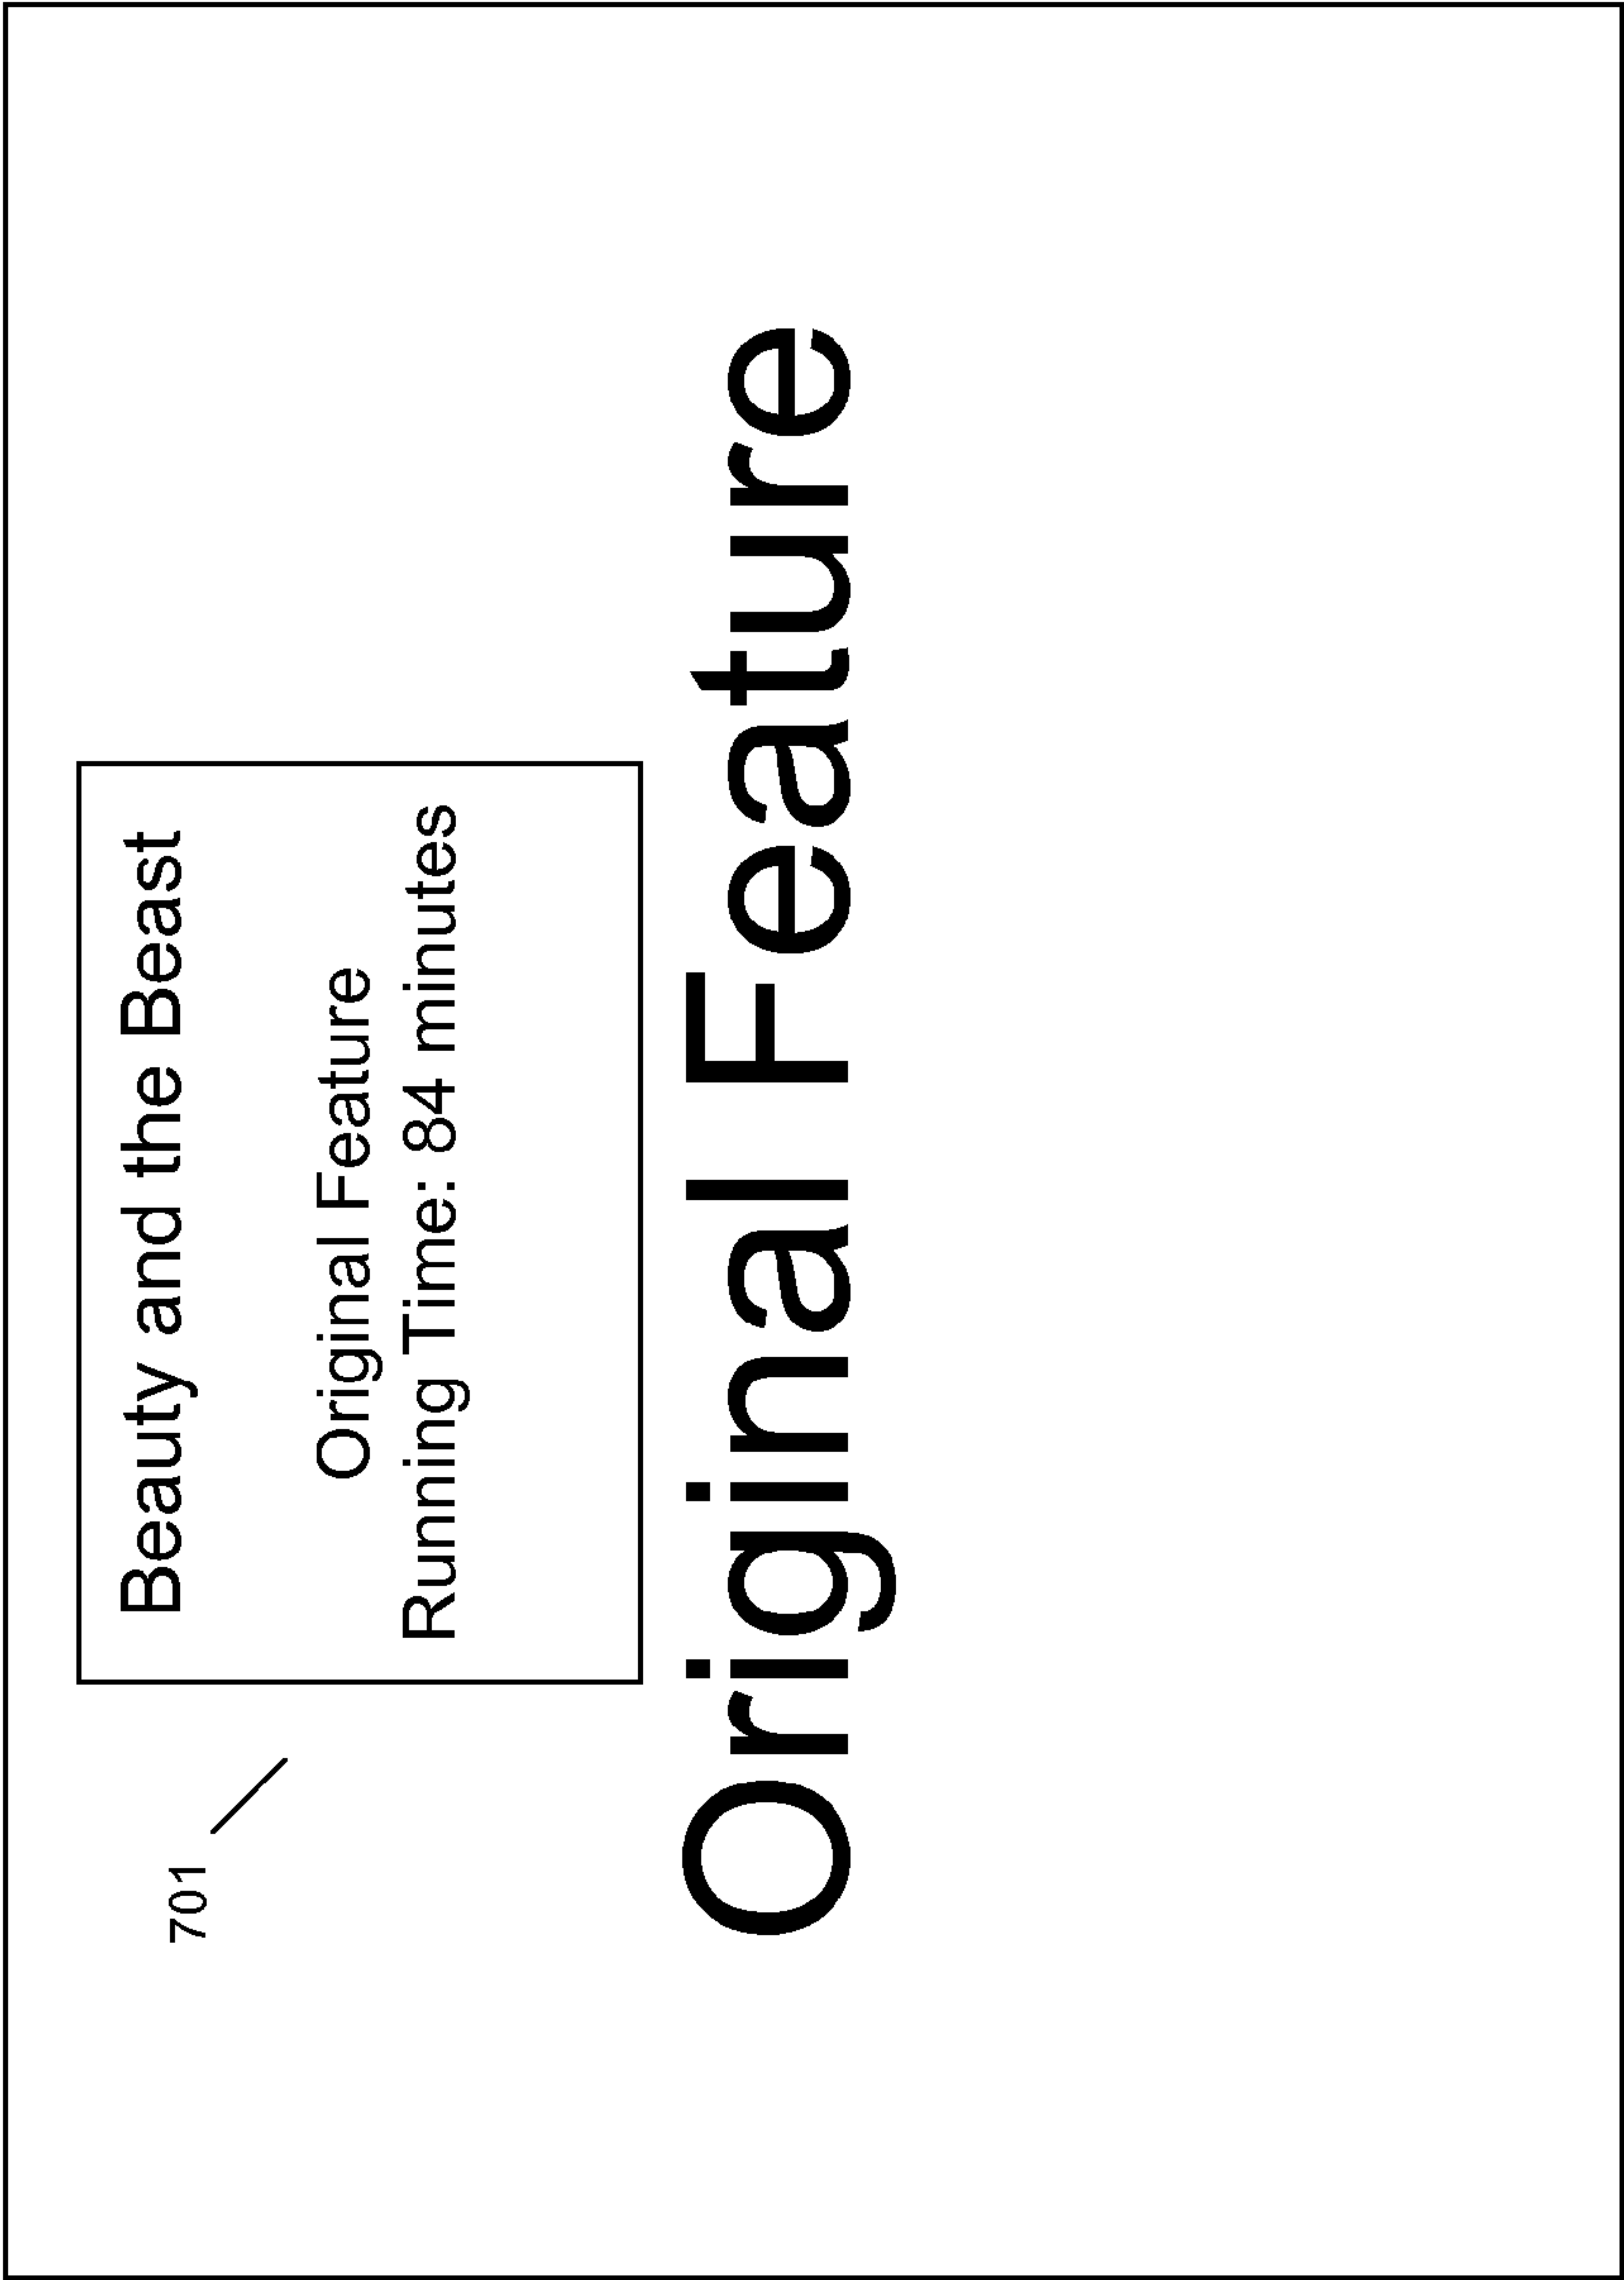 701
Beauty and the Beast
Original Feature
Running Time: 84 minutes
Original Feature